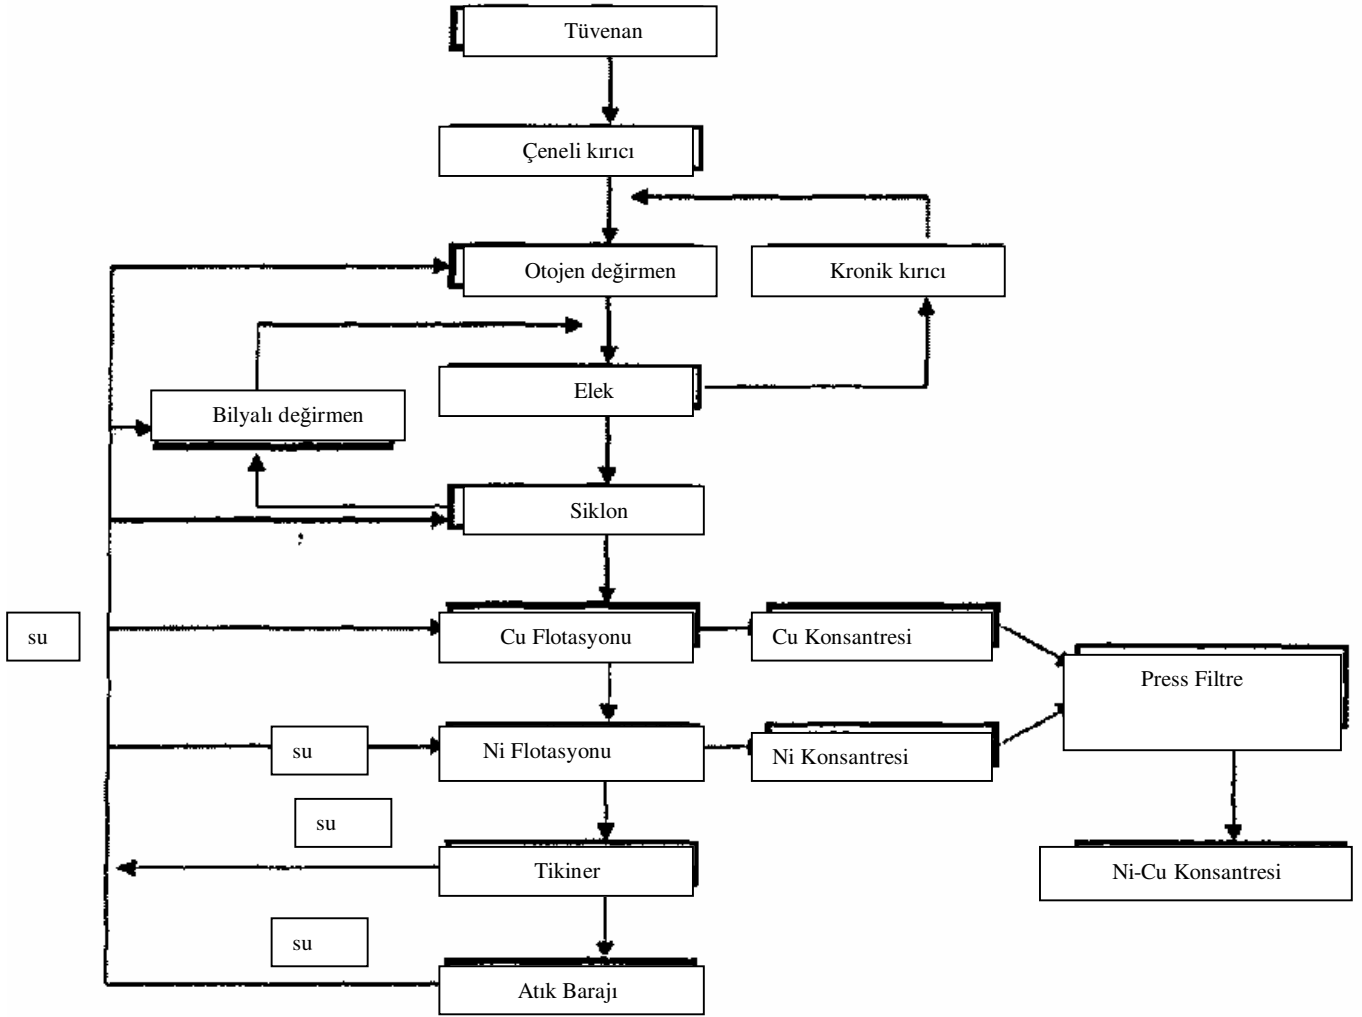 Tüvenan
Çeneli kırıcı
Otojen değirmen
Kronik kırıcı
Elek
Bilyalı değirmen
Siklon
su
Cu Flotasyonu
Cu Konsantresi
Press Filtre
su
Ni Flotasyonu
Ni Konsantresi
su
Tikiner
Ni-Cu Konsantresi
su
Atık Barajı